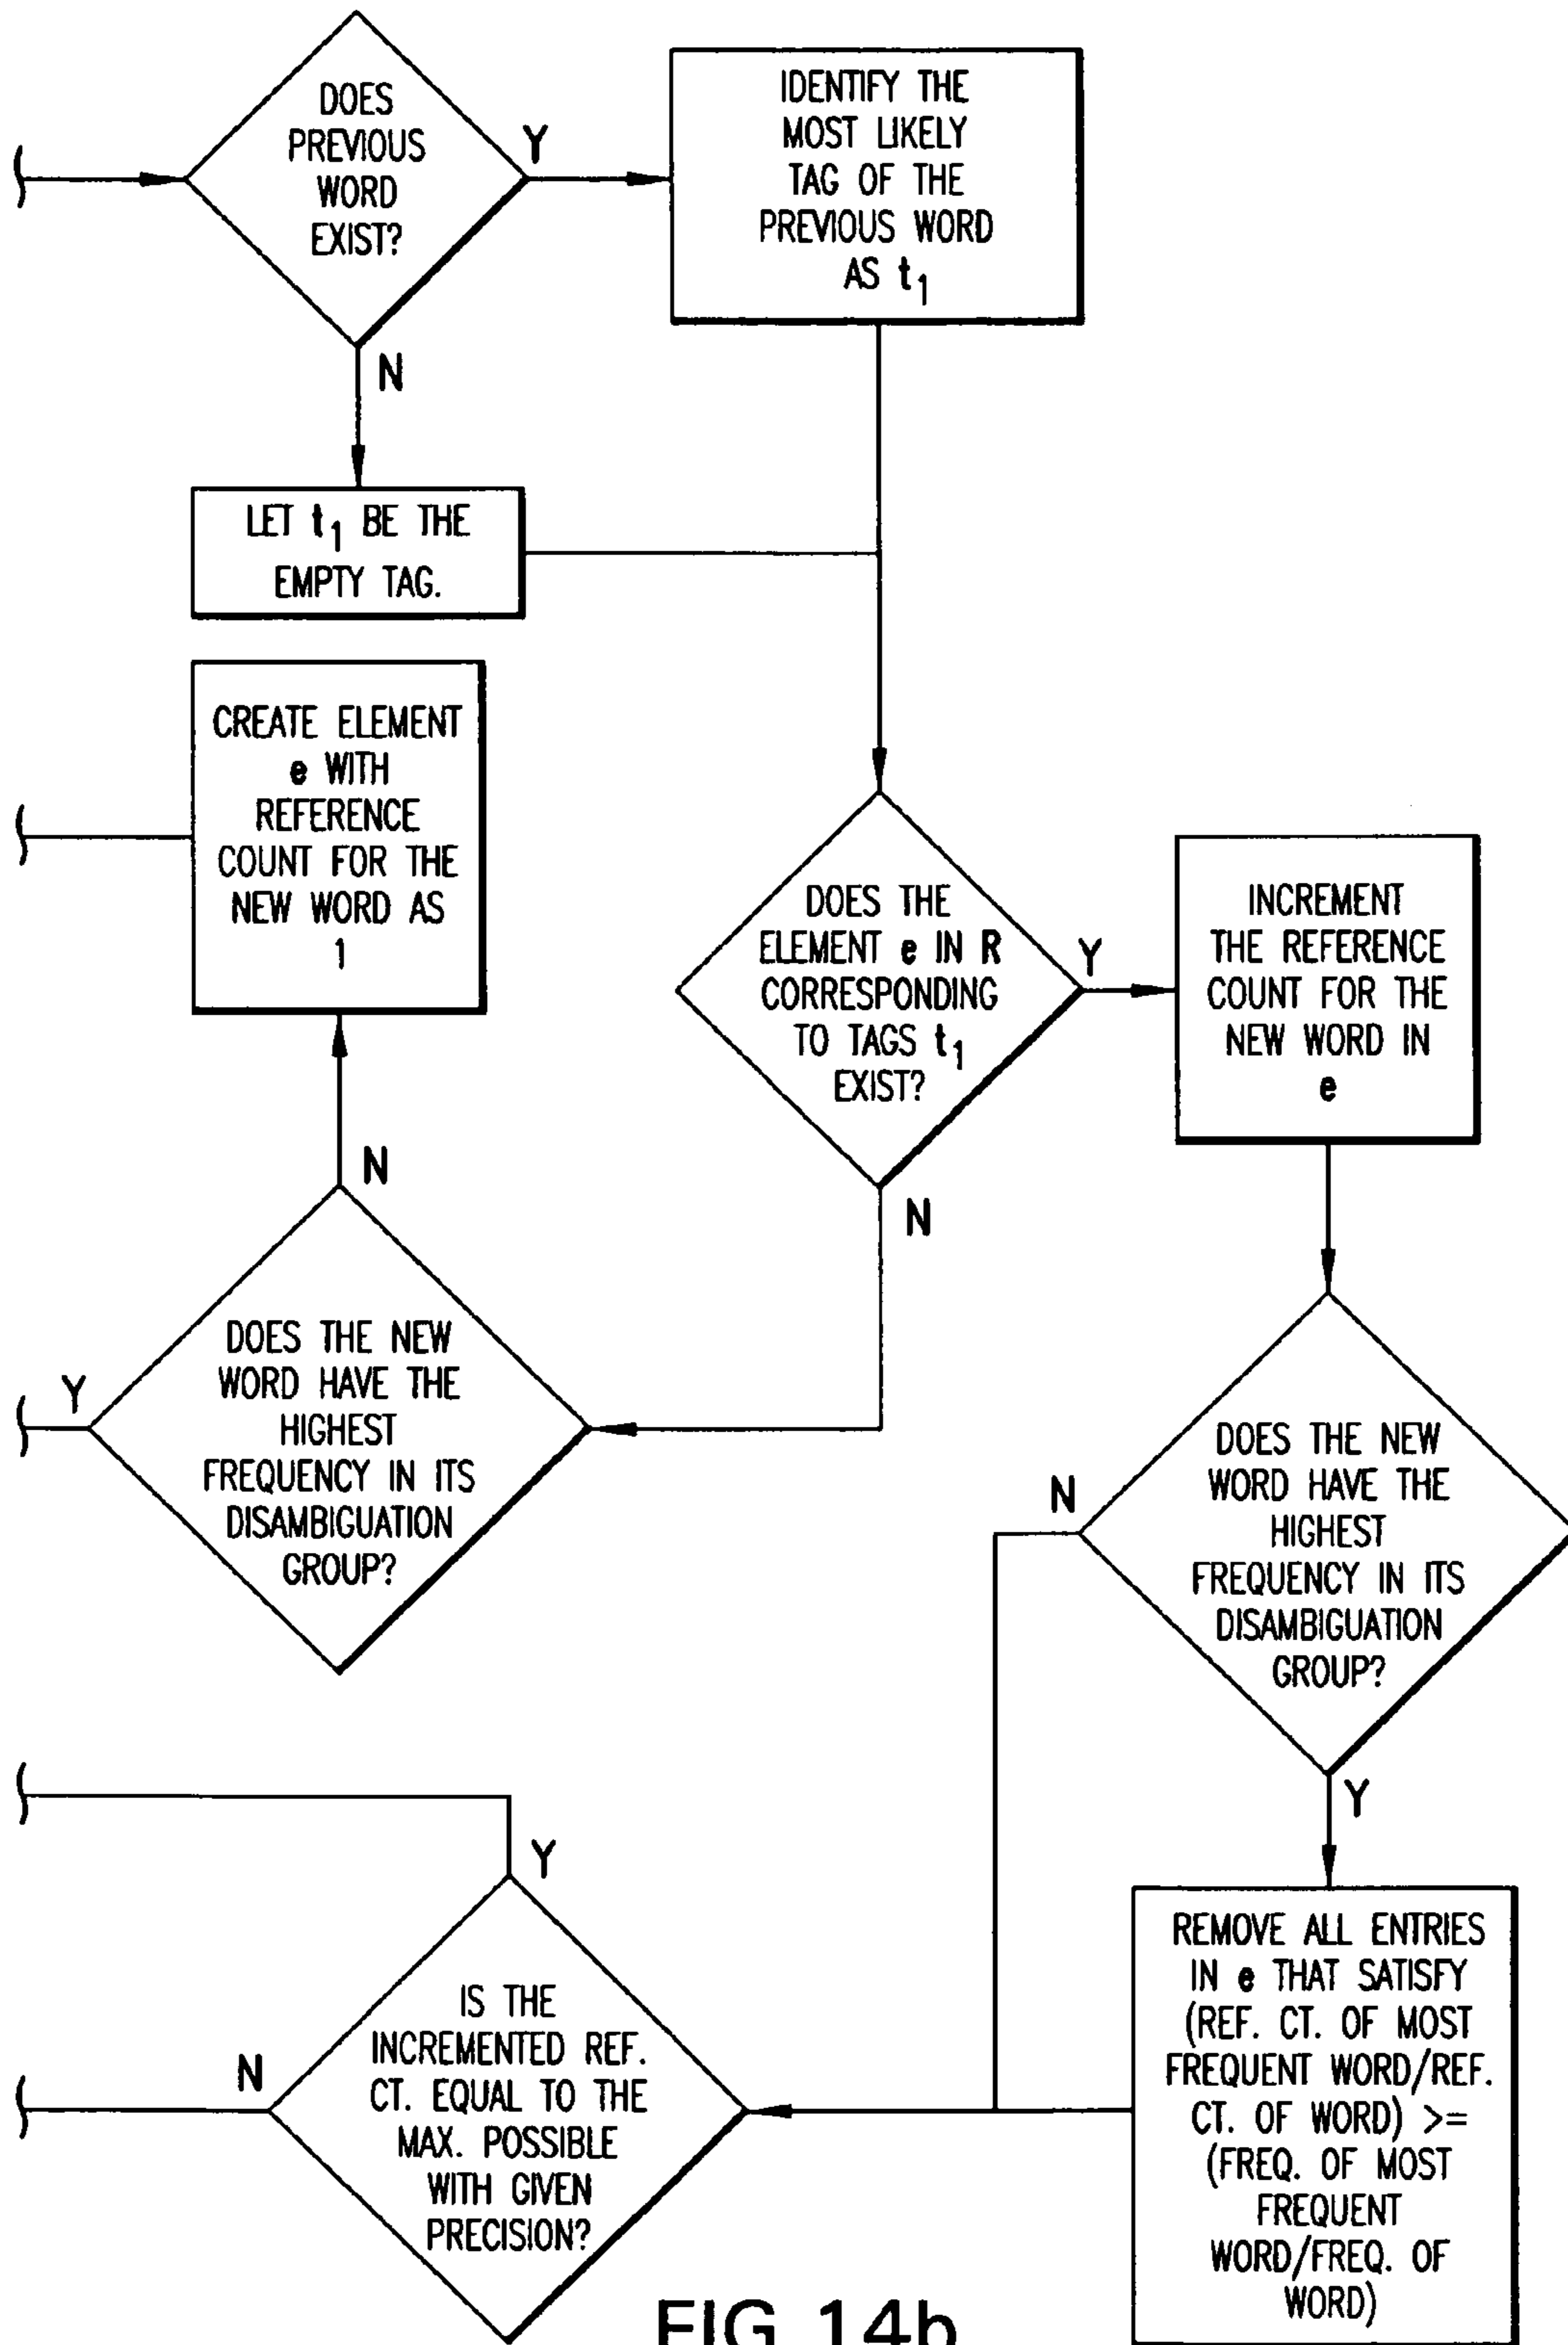 DOES
PREVIOUS
WORD
EXIST?
Y
N
IDENTIFY THE
MOST LIKELY
TAG OF THE
PREVIOUS WORD
AS t1
LET t1 BE THE
EMPTY TAG.
CREATE ELEMENT
e WITH
REFERENCE
COUNT FOR THE
NEW WORD AS
1
DOES THE
ELEMENT e IN R
CORRESPONDING
TO TAGS t1
EXIST?
Y
N
INCREMENT
THE REFERENCE
COUNT FOR THE
NEW WORD IN
e
N
Y
DOES THE NEW
WORD HAVE THE
HIGHEST
FREQUENCY IN ITS
DISAMBIGUATION
GROUP?
N
DOES THE NEW
WORD HAVE THE
HIGHEST
FREQUENCY IN ITS
DISAMBIGUATION
GROUP?
Y
Y
N
IS THE
INCREMENTED REF.
CT. EQUAL TO THE
MAX. POSSIBLE
WITH GIVEN
PRECISION?
REMOVE ALL ENTRIES
IN e THAT SATISFY
(REF. CT. OF MOST
FREQUENT WORD/REF.
CT. OF WORD) >=
(FREQ. OF MOST
FREQUENT
WORD/FREQ. OF
WORD)
FIG. 14b